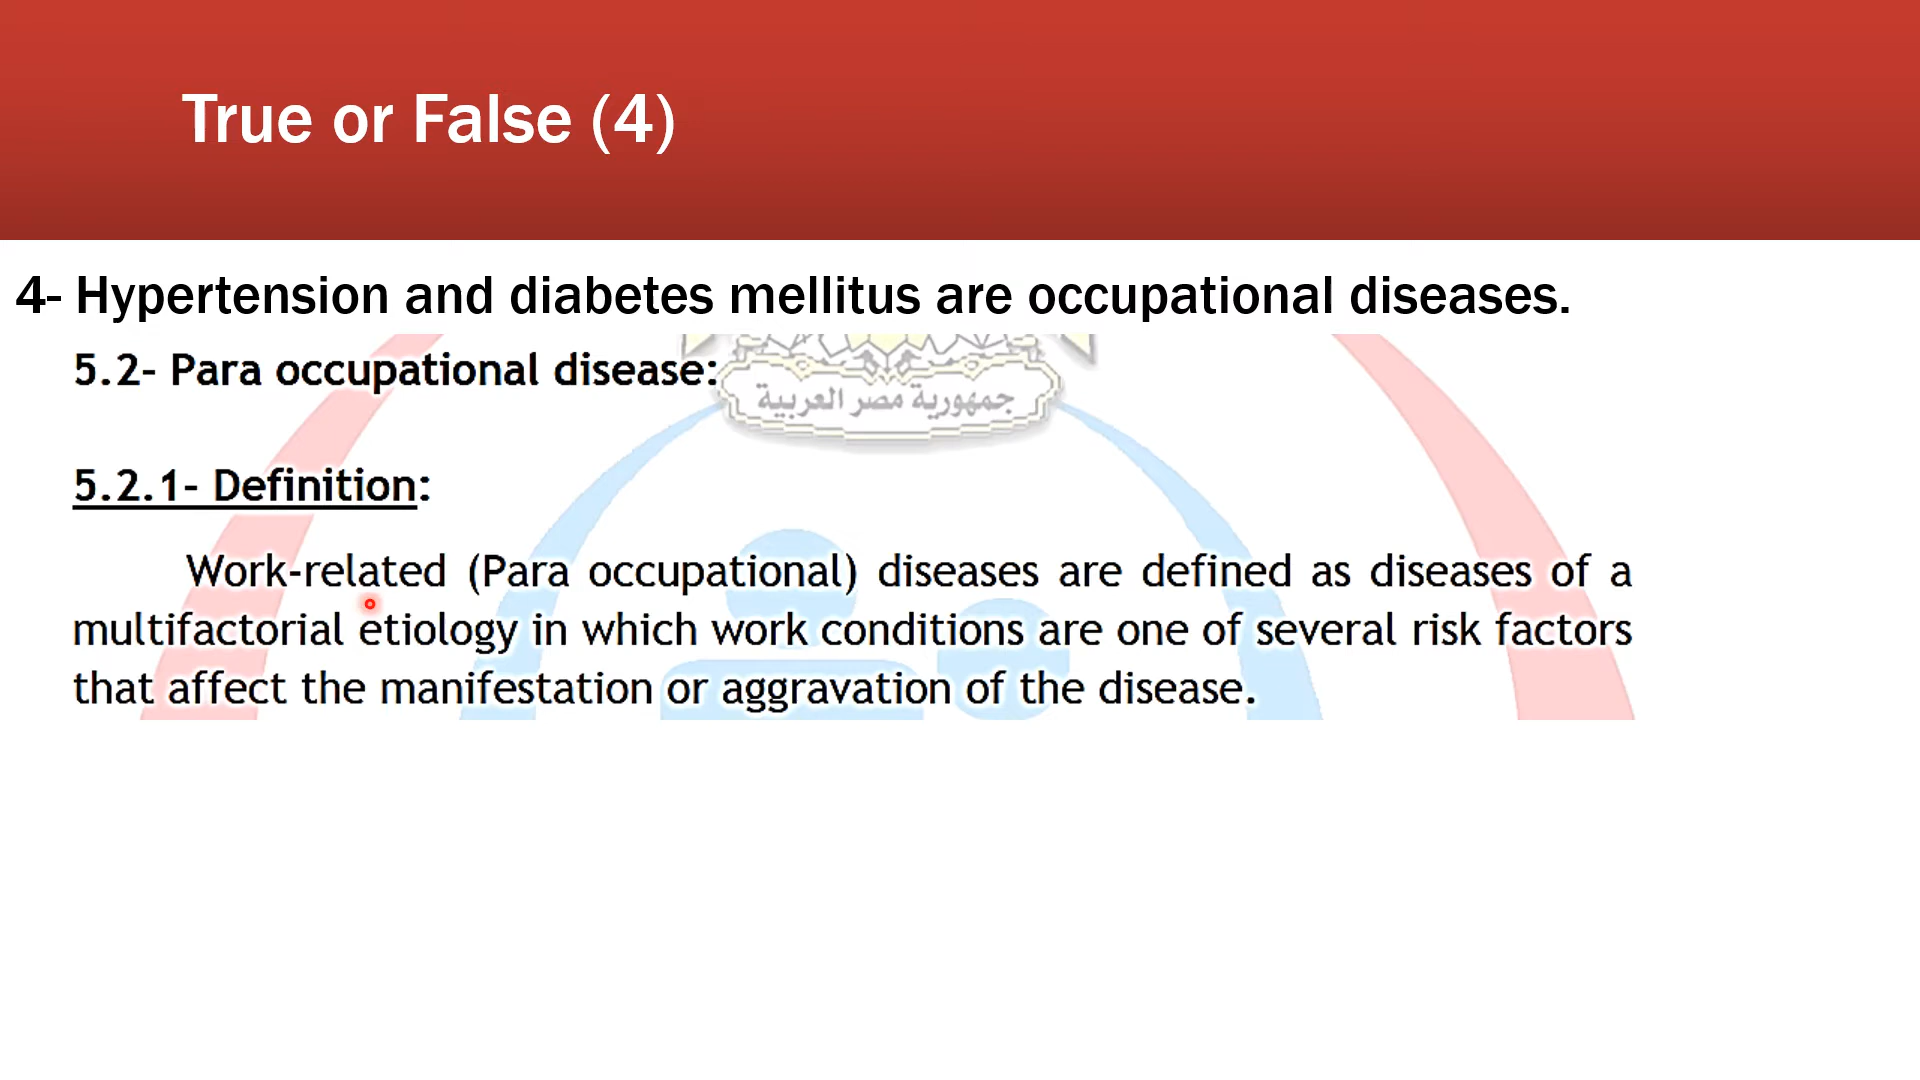 True or False (4)
4- Hypertension and diabetes mellitus are occupational diseases.
5.2- Para occupational disease:
جمهورية مصر العربية
5.2.1- Definition:
Work-related (Para occupational) diseases are defined as diseases of a
multifactorial etiology in which work conditions are one of several risk factors
that affect the manifestation or aggravation of the disease.